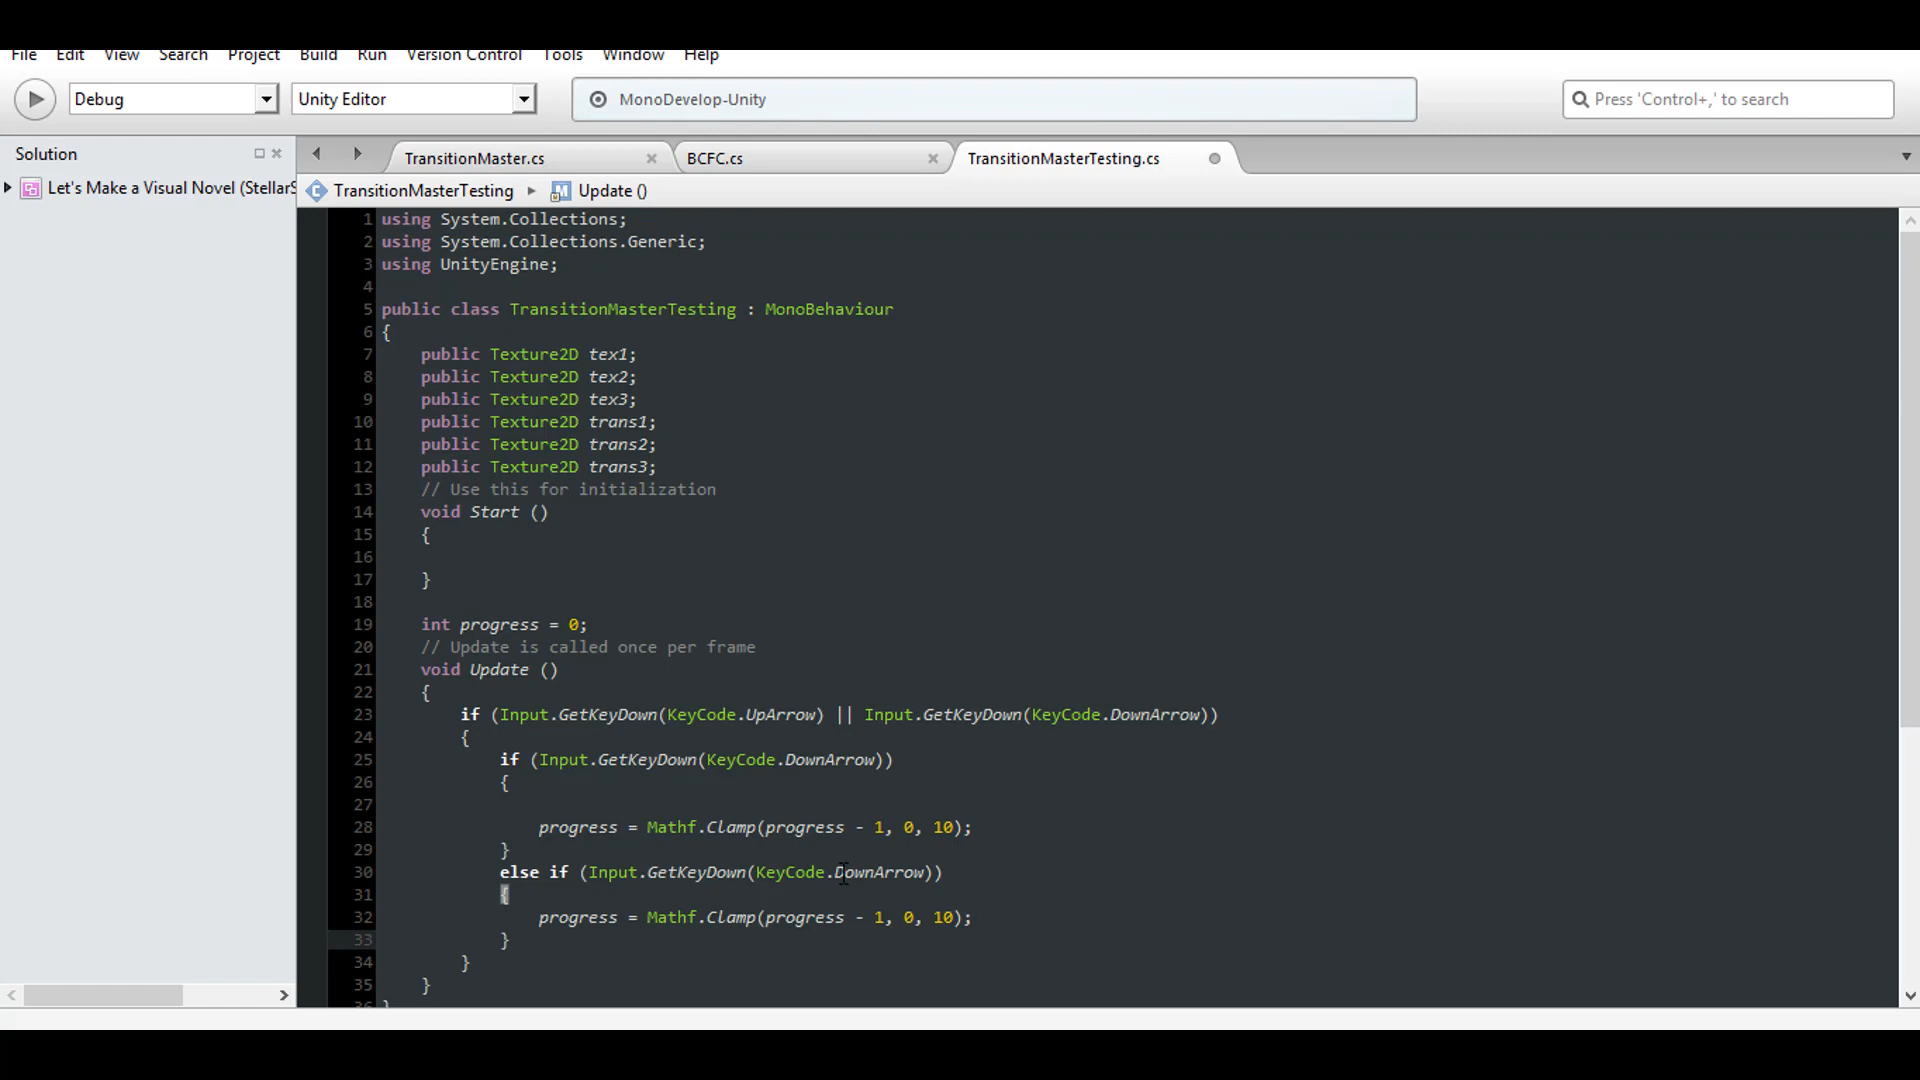 File Edit View Search Project Build Run Version Control Tools Window Help
Debug Unity Editor MonoDevelop-Unity Press 'Control+,' to search
Solution TransitionMaster.cs BCFC.cs TransitionMasterTesting.cs
Let's Make a Visual Novel (StellarS
TransitionMasterTesting Update ()
1 using System.Collections;
2 using System.Collections.Generic;
3 using UnityEngine;
4
5 public class TransitionMasterTesting : MonoBehaviour
6 {
7 public Texture2D tex1;
8 public Texture2D tex2;
9 public Texture2D tex3;
10 public Texture2D trans1;
11 public Texture2D trans2;
12 public Texture2D trans3;
13 // Use this for initialization
14 void Start ()
15 {
16
17 }
18
19 int progress = 0;
20 // Update is called once per frame
21 void Update ()
22 {
23 if (Input.GetKeyDown(KeyCode.UpArrow) || Input.GetKeyDown(KeyCode.DownArrow))
24 {
25 if (Input.GetKeyDown(KeyCode.DownArrow))
26 {
27
28 progress = Mathf.Clamp(progress - 1, 0, 10);
29 }
30 else if (Input.GetKeyDown(KeyCode.DownArrow))
31 {
32 progress = Mathf.Clamp(progress - 1, 0, 10);
33 }
34 }
35 }
36 }